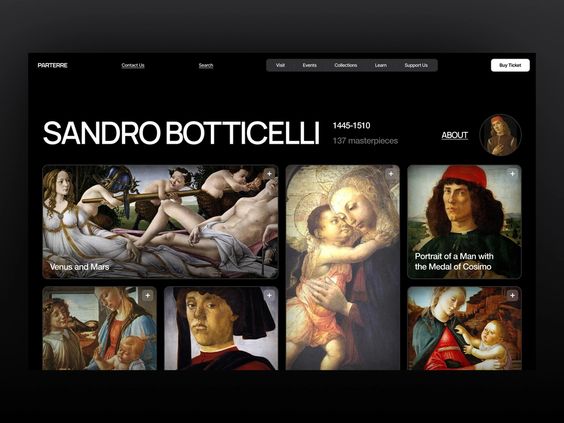 PARTERRE
Contact Us
Search
Visit
Events
Collections
Learn
Support Us
Buy Ticket
SANDRO BOTTICELLI
1445-1510
137 masterpieces
ABOUT
Venus and Mars
Portrait of a Man with
the Medal of Cosimo